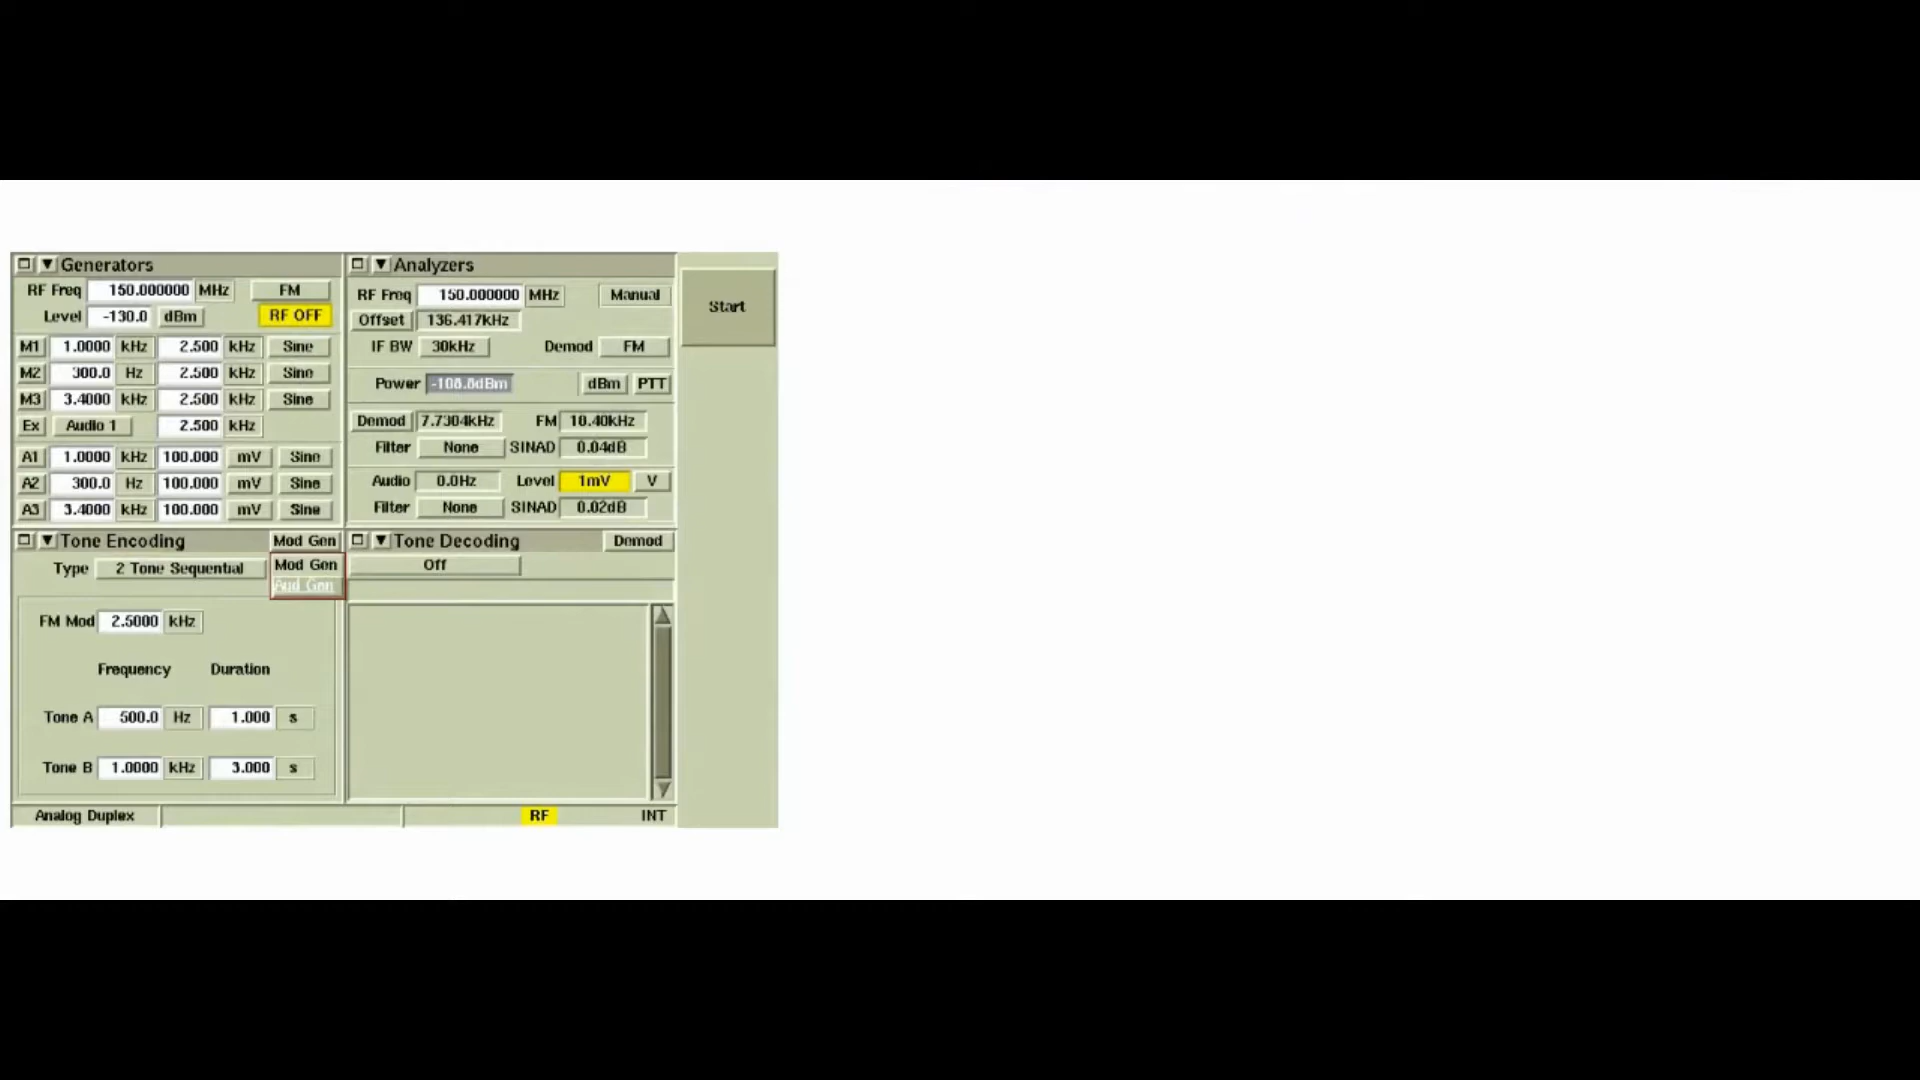 Generators
RF Freq 150.000000 MHz FM
Level -130.0 dBm RF OFF
M1 1.0000 kHz 2.500 kHz Sine
M2 300.0 Hz 2.500 kHz Sine
M3 3.4000 kHz 2.500 kHz Sine
Ex Audio 1 2.500 kHz
A1 1.0000 kHz 100.000 mV Sine
A2 300.0 Hz 100.000 mV Sine
A3 3.4000 kHz 100.000 mV Sine
Analyzers
RF Freq 150.000000 MHz Manual
Offset 136.417kHz
IF BW 30kHz Demod FM
Power dBm PTT
Demod 7.7304kHz FM 10.40kHz
Filter None SINAD 0.04dB
Audio 0.0Hz Level 1mV V
Filter None SINAD 0.02dB
Start
Tone Encoding Mod Gen
Type 2 Tone Sequential
Mod Gen
Aud Gen
FM Mod 2.5000 kHz
Frequency Duration
Tone A 500.0 Hz 1.000 s
Tone B 1.0000 kHz 3.000 s
Tone Decoding Demod
Off
Analog Duplex RF INT